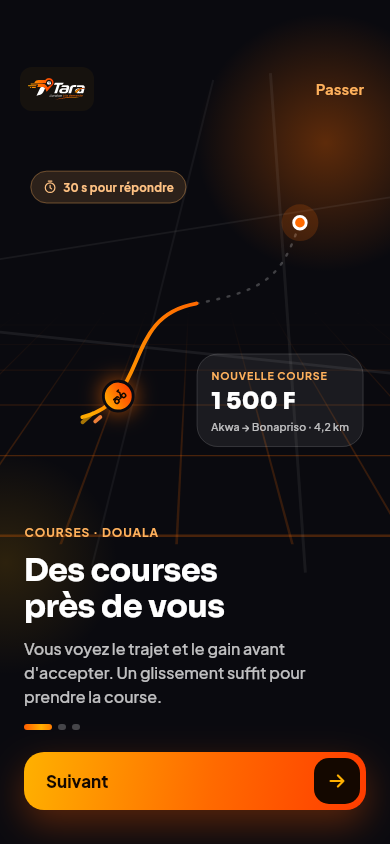 Tara
Passer
30 s pour répondre
NOUVELLE COURSE
1 500 F
Akwa → Bonapriso · 4,2 km
COURSES · DOUALA
Des courses
près de vous
Vous voyez le trajet et le gain avant
d'accepter. Un glissement suffit pour
prendre la course.
Suivant